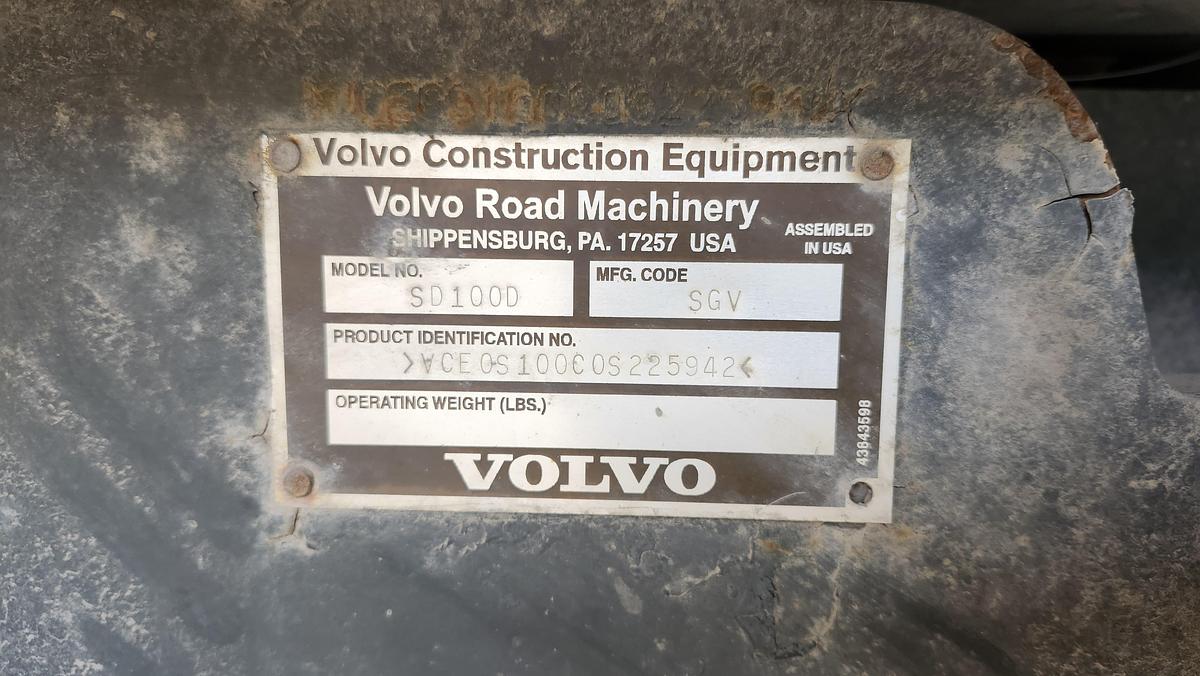 Volvo Construction Equipment
Volvo Road Machinery
SHIPPENSBURG, PA. 17257 USA
ASSEMBLED
IN USA
MODEL NO.
SD100D
MFG. CODE
SGV
PRODUCT IDENTIFICATION NO.
>VCE0S100C0S225942<
OPERATING WEIGHT (LBS.)
43643598
VOLVO